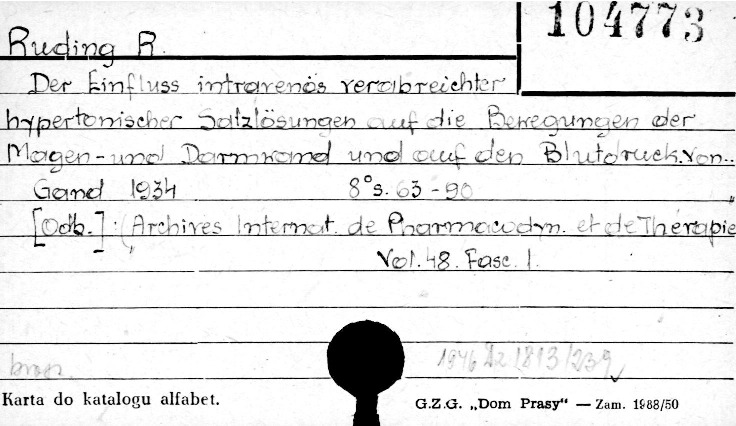 104773
Ruding R.
Der Einfluss intravenös verabreichter
hypertonischer Salzlösungen auf die Bewegungen der
Magen- und Darmwand und auf den Blutdruck. Von..
Gand 1934 8° s. 63-90
[Odb.]: (Archives Internat. de Pharmacodyn. et de Thérapie
Vol. 48. Fasc. 1.
brosz. 1946 Dz 1813/239
Karta do katalogu alfabet. G.Z.G. „Dom Prasy“ — Zam. 1988/50